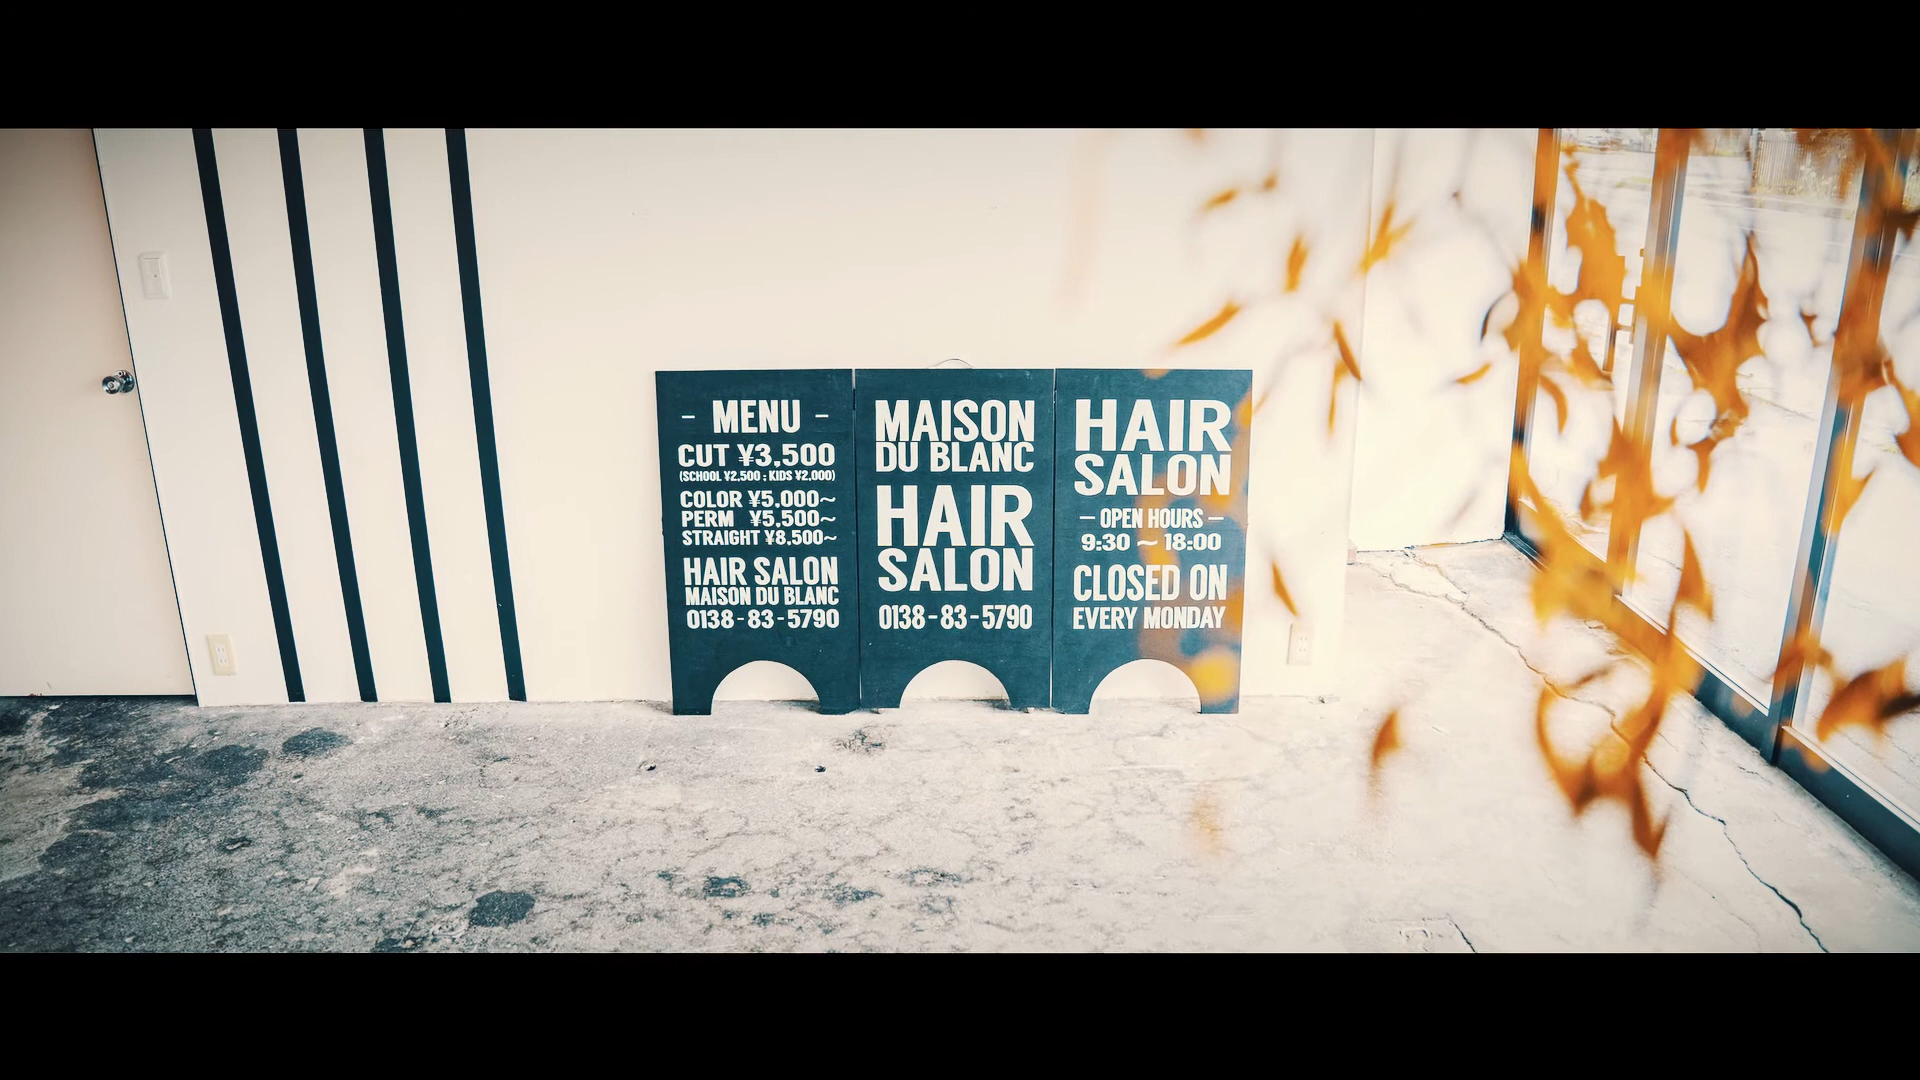 - MENU -
CUT ¥3,500
(SCHOOL ¥2,500 ; KIDS ¥2,000)
COLOR ¥5,000~
PERM ¥5,500~
STRAIGHT ¥8,500~
HAIR SALON
MAISON DU BLANC
0138-83-5790
MAISON
DU BLANC
HAIR
SALON
0138-83-5790
HAIR
SALON
- OPEN HOURS -
9:30 ~ 18:00
CLOSED ON
EVERY MONDAY